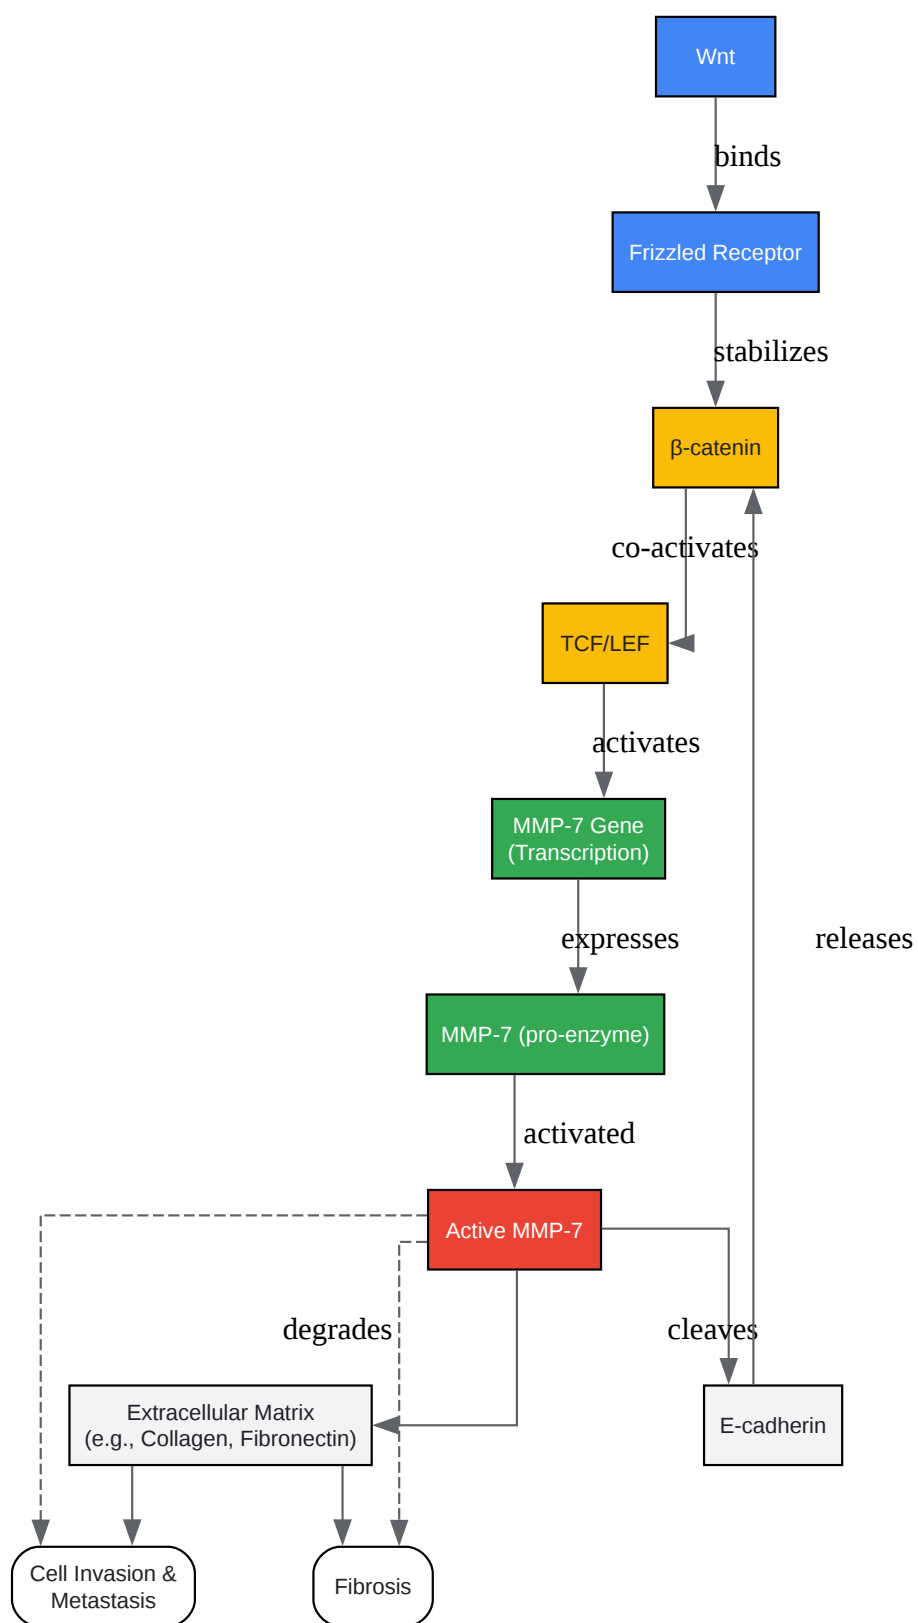 Wnt
binds
Frizzled Receptor
stabilizes
β-catenin
co-activates
TCF/LEF
activates
MMP-7 Gene
(Transcription)
expresses
releases
MMP-7 (pro-enzyme)
activated
Active MMP-7
degrades
cleaves
Extracellular Matrix
(e.g., Collagen, Fibronectin)
E-cadherin
Cell Invasion &
Metastasis
Fibrosis